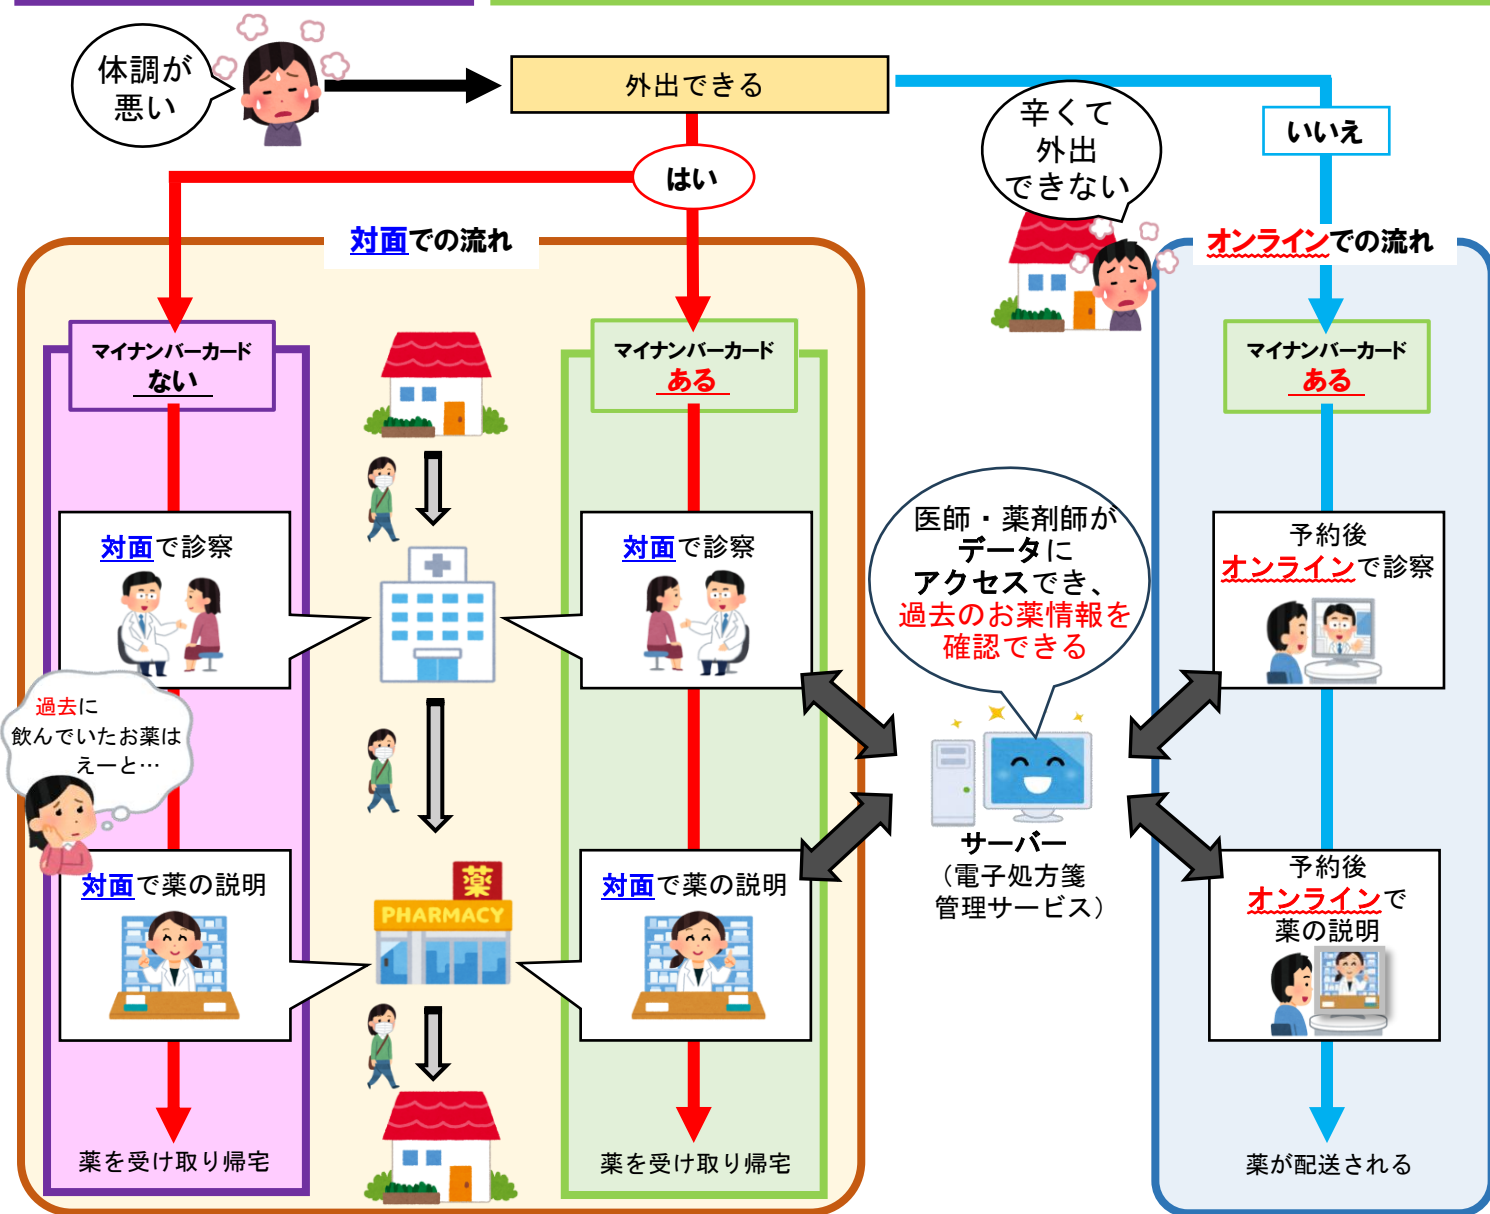 体調が
悪い
外出できる
辛くて
外出
できない
いいえ
はい
対面での流れ
オンラインでの流れ
マイナンバーカード
ない
マイナンバーカード
ある
マイナンバーカード
ある
対面で診察
対面で診察
医師・薬剤師が
データに
アクセスでき、
過去のお薬情報を
確認できる
予約後
オンラインで診察
過去に
飲んでいたお薬は
えーと…
サーバー
（電子処方箋
管理サービス）
対面で薬の説明
薬
PHARMACY
対面で薬の説明
予約後
オンラインで
薬の説明
薬を受け取り帰宅
薬を受け取り帰宅
薬が配送される